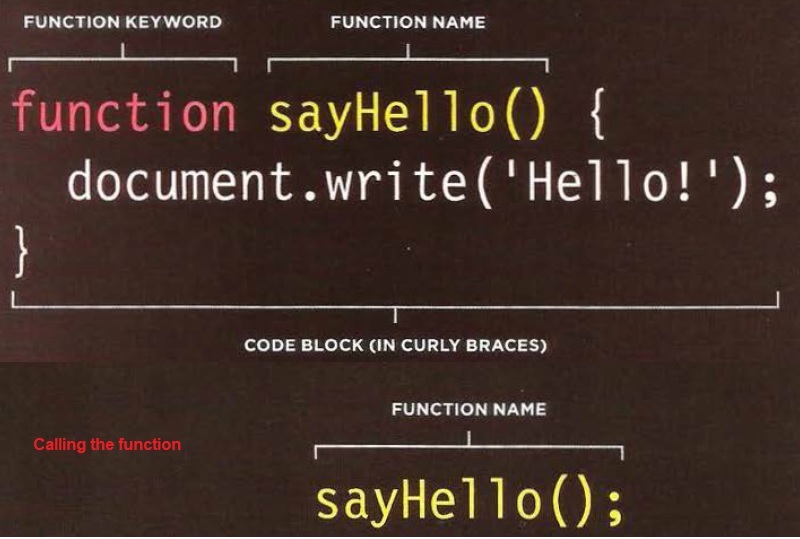 FUNCTION KEYWORD FUNCTION NAME
function sayHello() {
document.write('Hello!');
}
CODE BLOCK (IN CURLY BRACES)
FUNCTION NAME
Calling the function
sayHello();